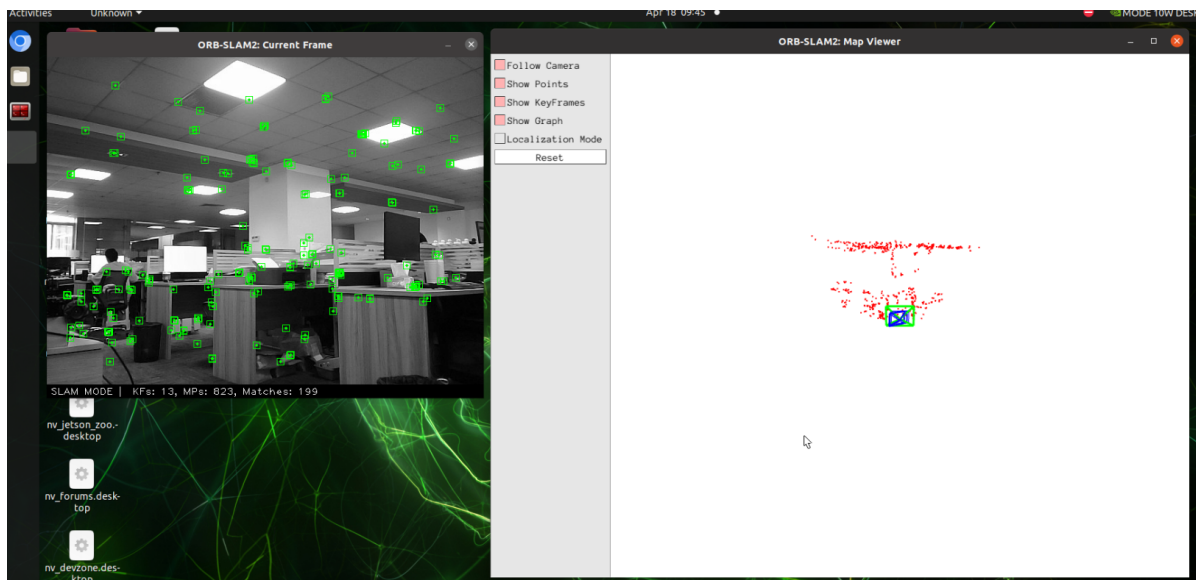 Activities
Unknown
Apr 18 09:45
MODE 10W DESK
ORB-SLAM2: Current Frame
ORB-SLAM2: Map Viewer
Follow Camera
Show Points
Show KeyFrames
Show Graph
Localization Mode
Reset
SLAM MODE | KFs: 13, MPs: 823, Matches: 199
nv_jetson_zoo.-
desktop
nv_forums.desk-
top
nv_devzone.des-
ktop